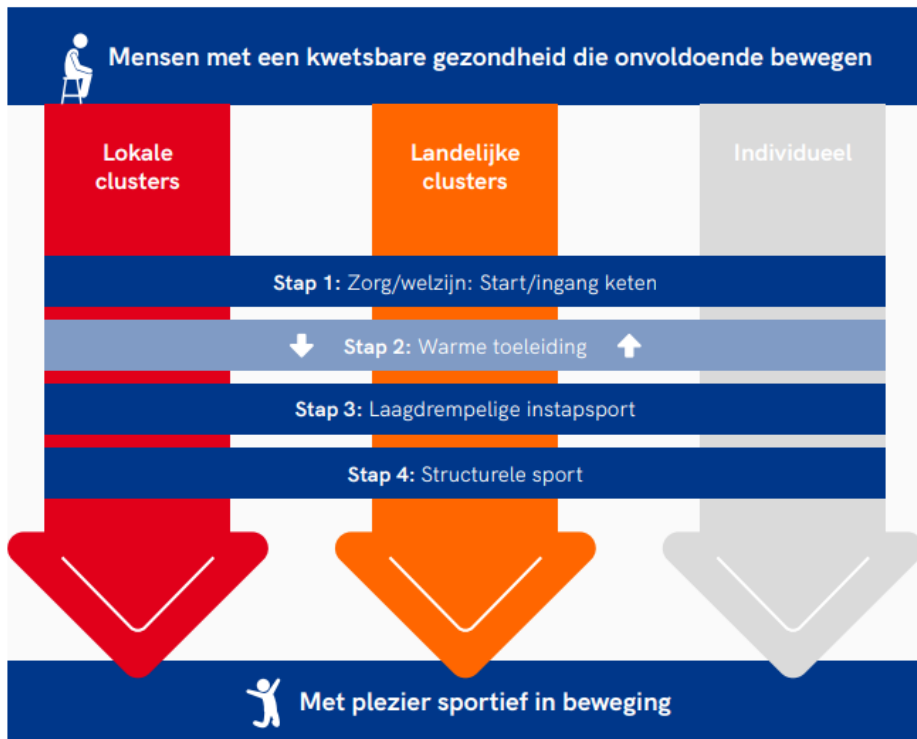 Mensen met een kwetsbare gezondheid die onvoldoende bewegen
Lokale
clusters
Landelijke
clusters
Individueel
Stap 1: Zorg/welzijn: Start/ingang keten
Stap 2: Warme toeleiding
Stap 3: Laagdrempelige instapsport
Stap 4: Structurele sport
Met plezier sportief in beweging